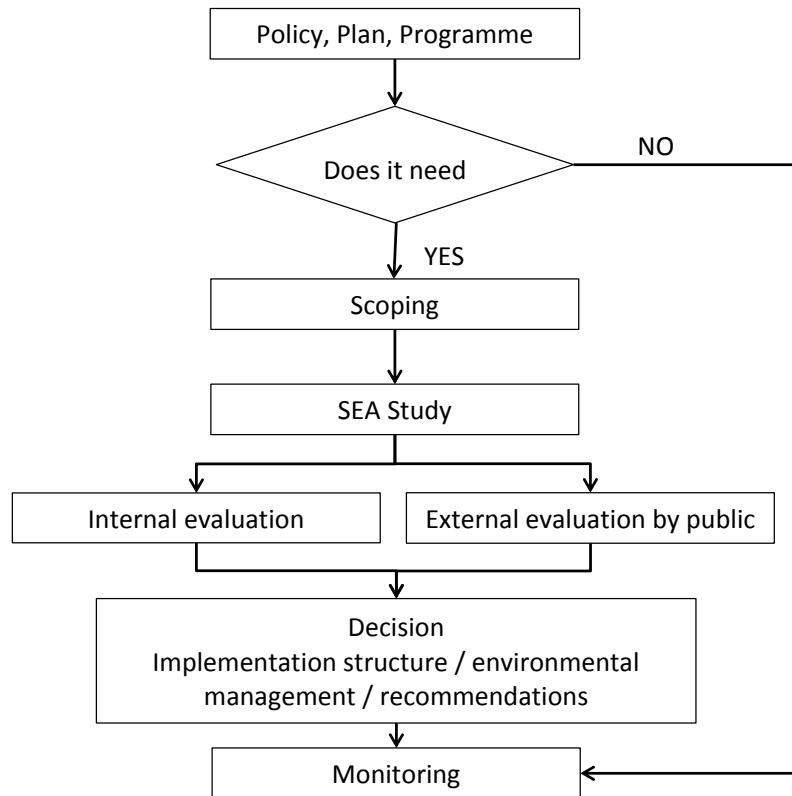 Policy, Plan, Programme
Does it need
NO
YES
Scoping
SEA Study
Internal evaluation
External evaluation by public
Decision
Implementation structure / environmental
management / recommendations
Monitoring